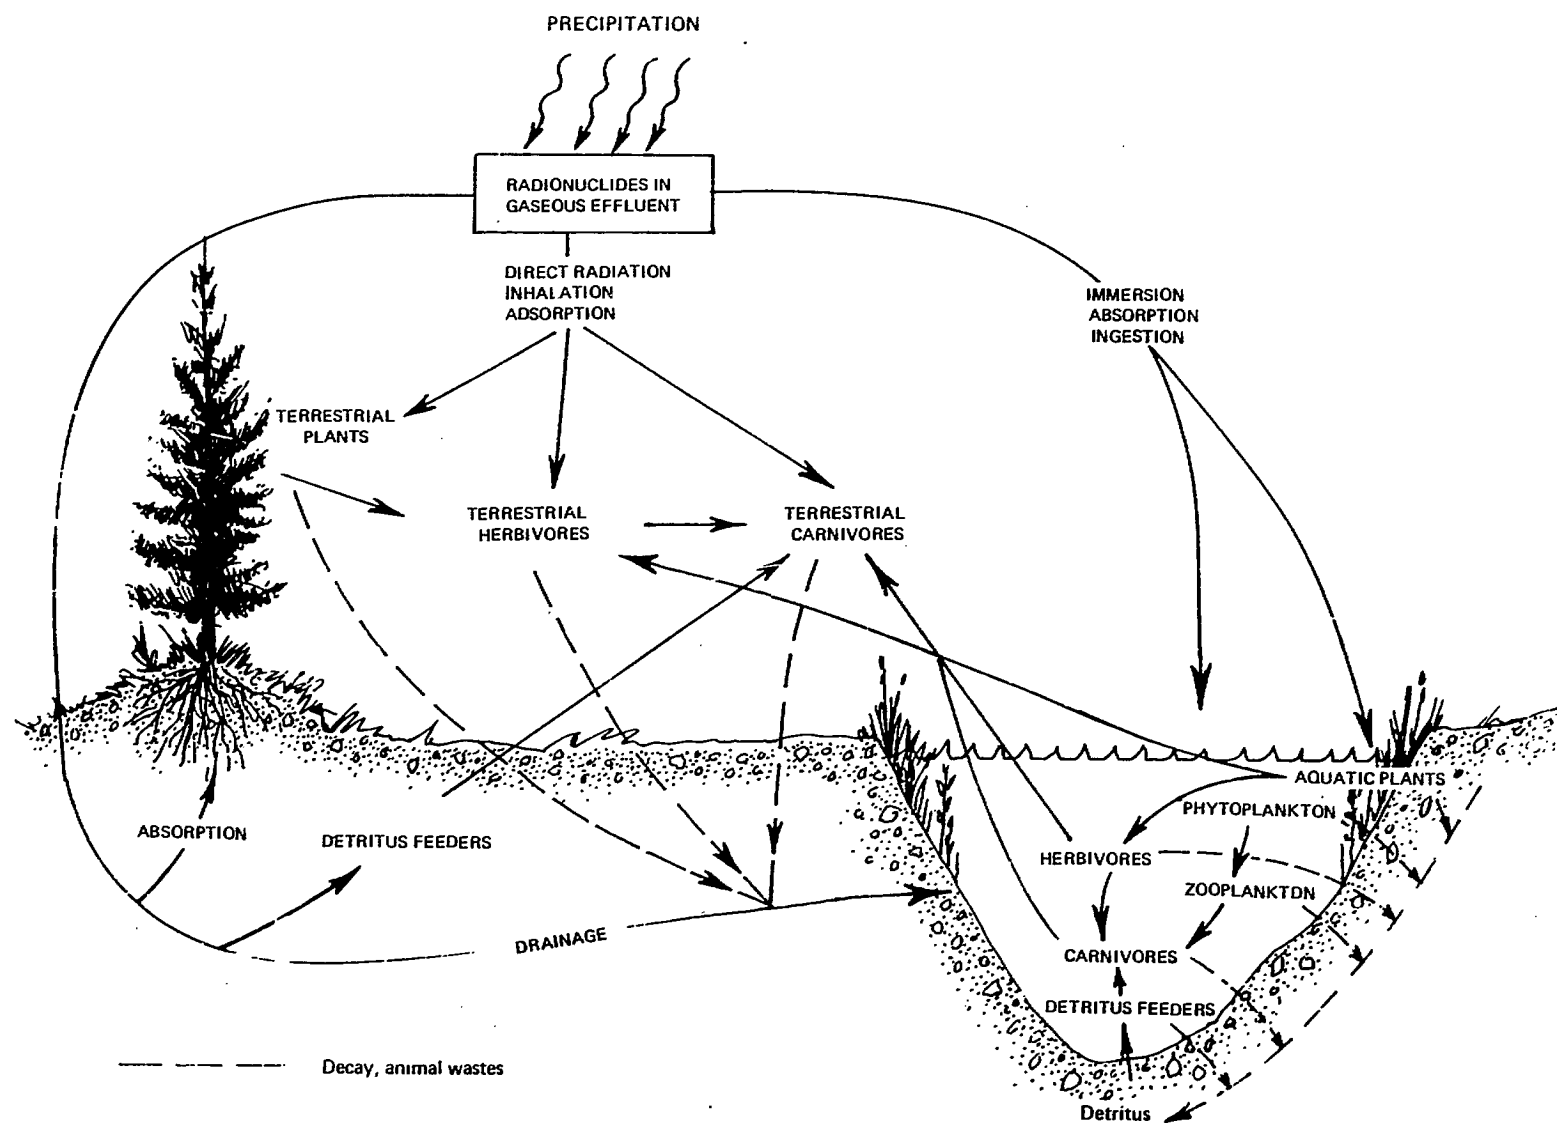 PRECIPITATION
RADIONUCLIDES IN
GASEOUS EFFLUENT
DIRECT RADIATION
INHALATION
ADSORPTION
IMMERSION
ABSORPTION
INGESTION
TERRESTRIAL
PLANTS
TERRESTRIAL
HERBIVORES
TERRESTRIAL
CARNIVORES
AQUATIC PLANTS
PHYTOPLANKTON
ABSORPTION
DETRITUS FEEDERS
HERBIVORES
ZOOPLANKTON
DRAINAGE
CARNIVORES
DETRITUS FEEDERS
Decay, animal wastes
Detritus